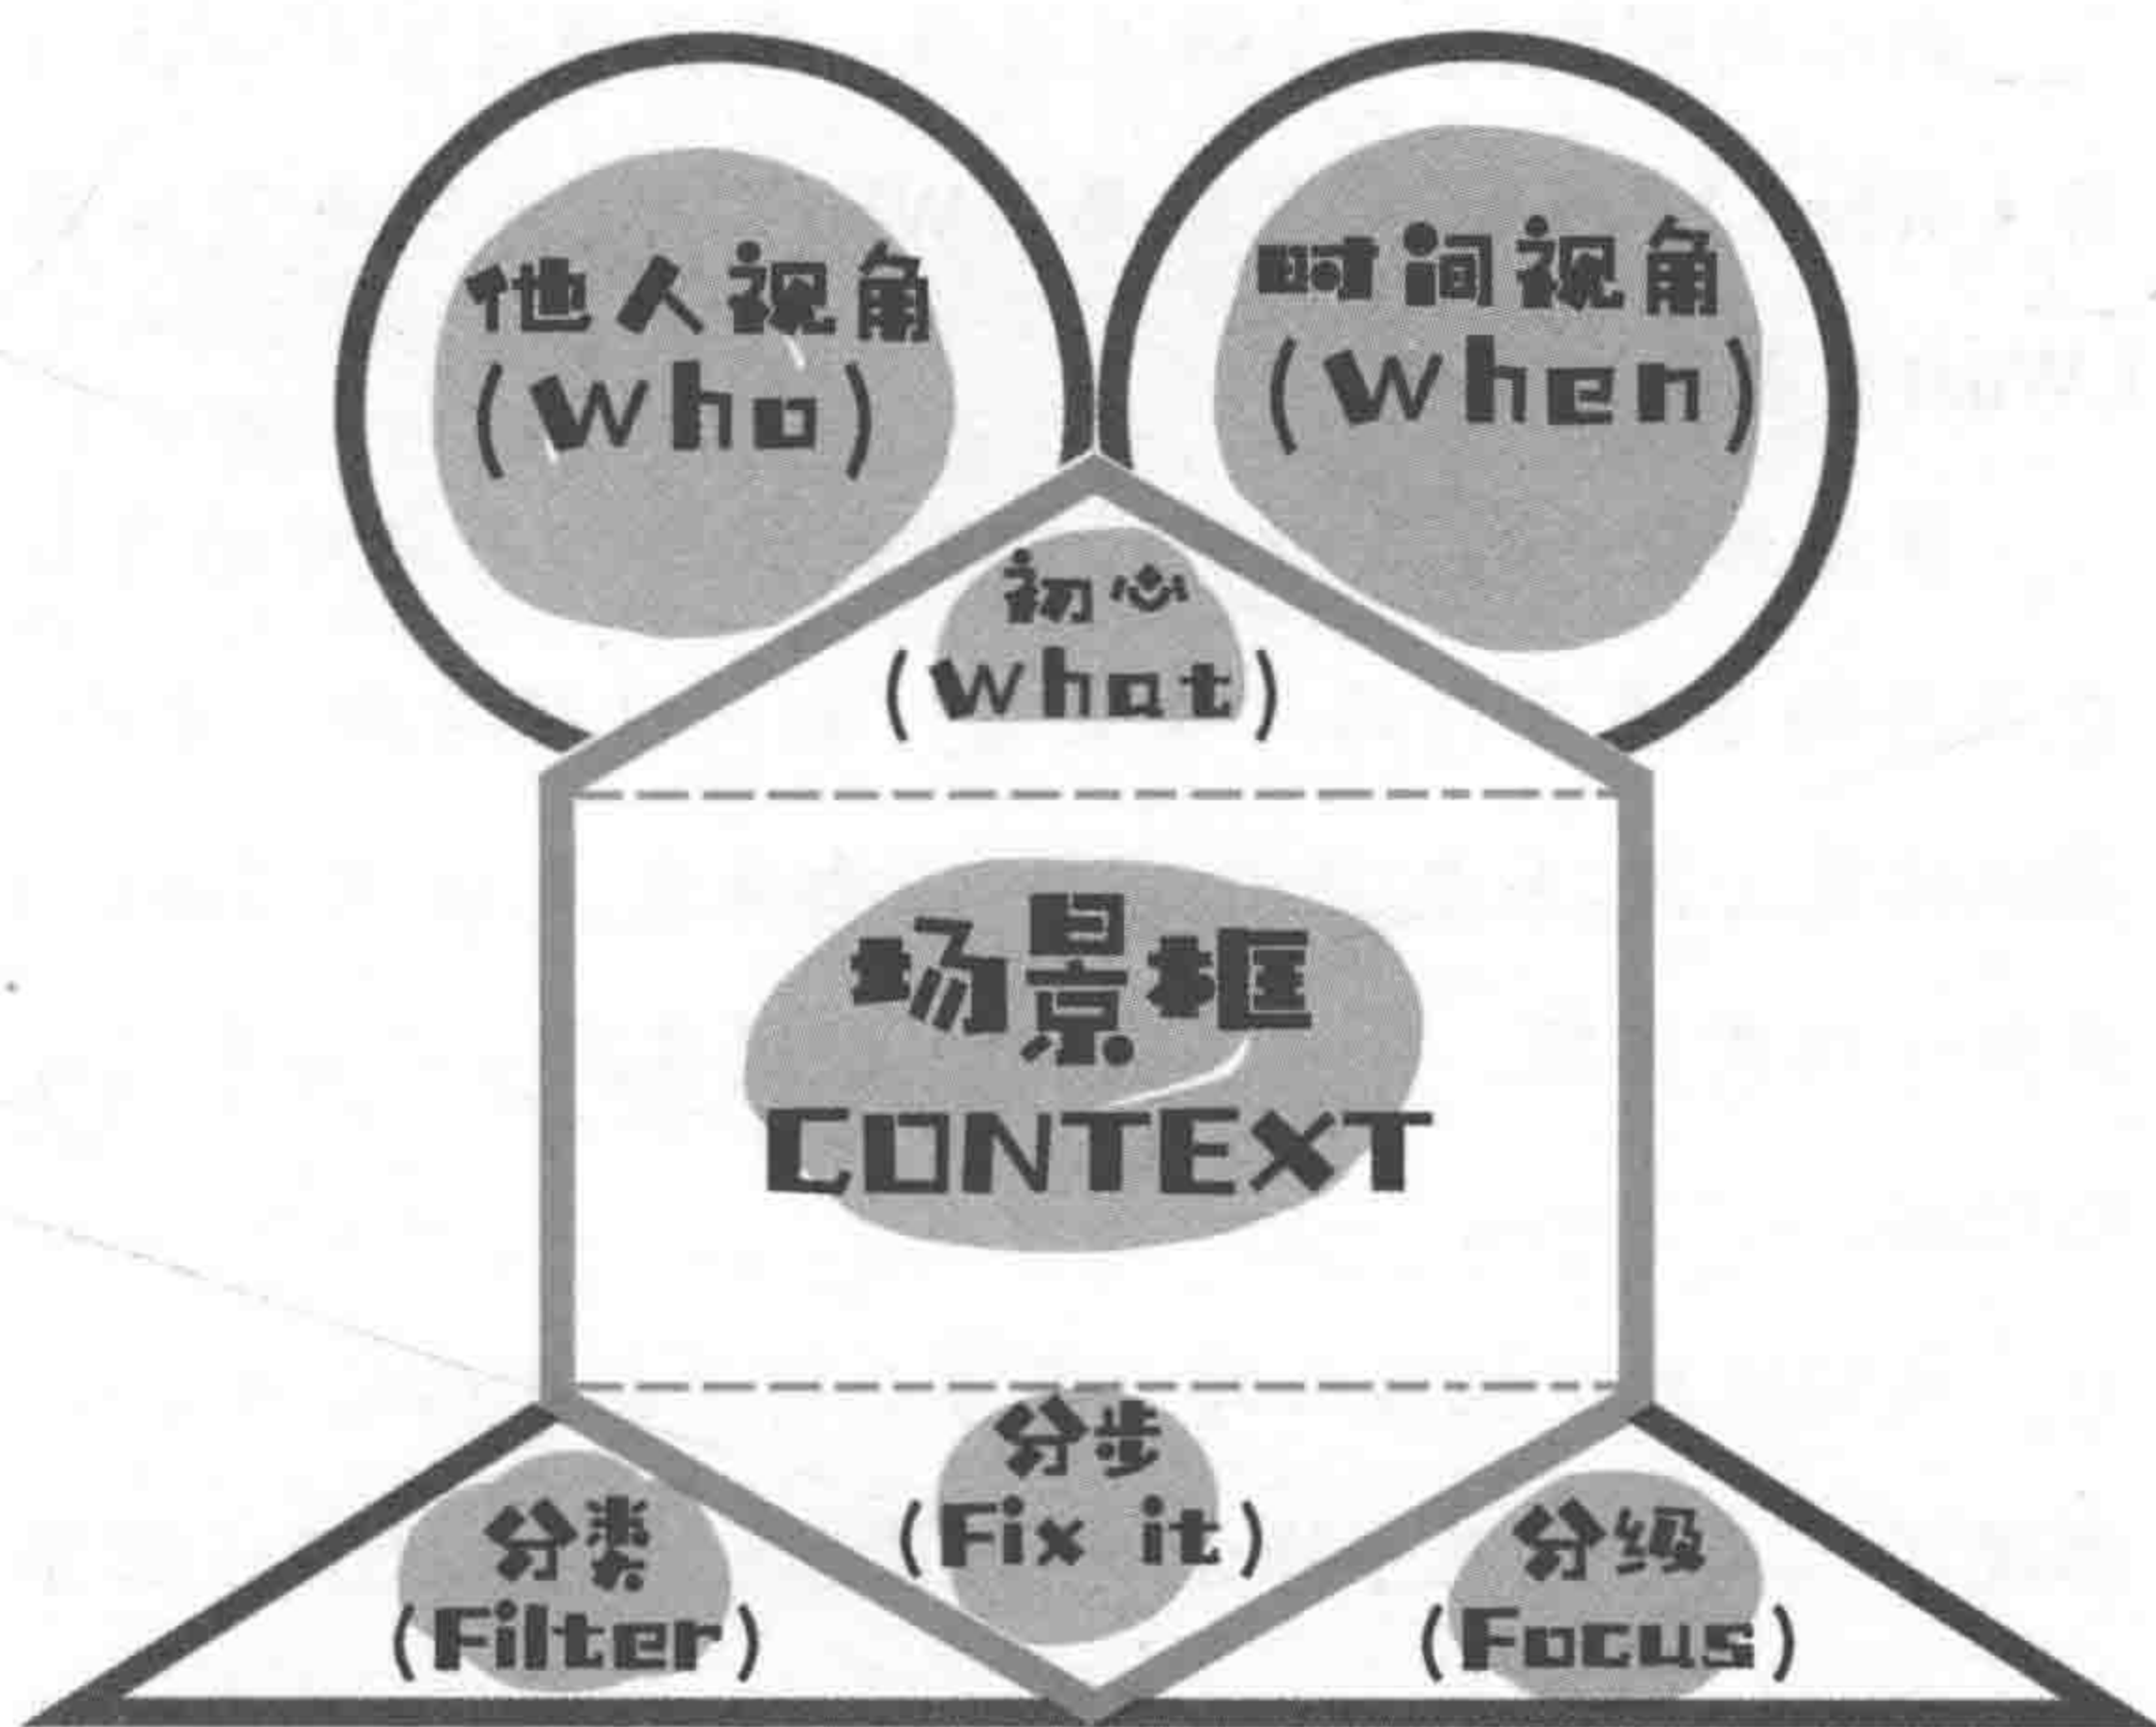 他人视角
(Who)
时间视角
(When)
初心
(What)
场景框
CONTEXT
分步
(Fix it)
分类
(Filter)
分级
(Focus)